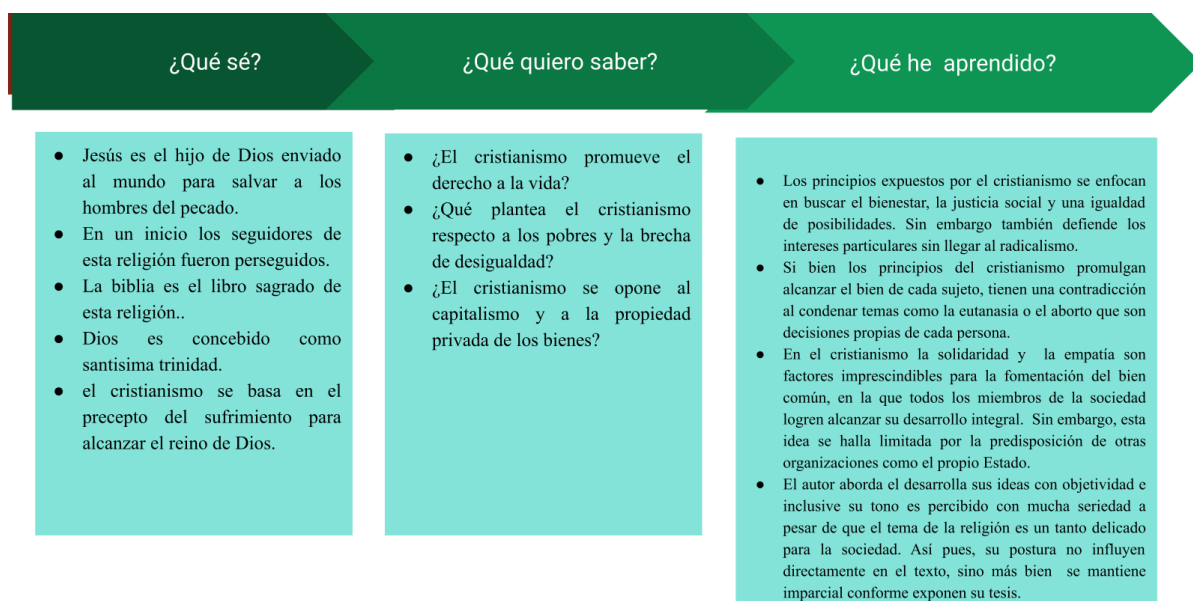 ¿Qué sé?
¿Qué quiero saber?
¿Qué he aprendido?
● Jesús es el hijo de Dios enviado
al mundo para salvar a los
hombres del pecado.
● En un inicio los seguidores de
esta religión fueron perseguidos.
● La biblia es el libro sagrado de
esta religión..
● Dios es concebido como
santisima trinidad.
● el cristianismo se basa en el
precepto del sufrimiento para
alcanzar el reino de Dios.
● ¿El cristianismo promueve el
derecho a la vida?
● ¿Qué plantea el cristianismo
respecto a los pobres y la brecha
de desigualdad?
● ¿El cristianismo se opone al
capitalismo y a la propiedad
privada de los bienes?
● Los principios expuestos por el cristianismo se enfocan
en buscar el bienestar, la justicia social y una igualdad
de posibilidades. Sin embargo también defiende los
intereses particulares sin llegar al radicalismo.
● Si bien los principios del cristianismo promulgan
alcanzar el bien de cada sujeto, tienen una contradicción
al condenar temas como la eutanasia o el aborto que son
decisiones propias de cada persona.
● En el cristianismo la solidaridad y la empatía son
factores imprescindibles para la fomentación del bien
común, en la que todos los miembros de la sociedad
logren alcanzar su desarrollo integral. Sin embargo, esta
idea se halla limitada por la predisposición de otras
organizaciones como el propio Estado.
● El autor aborda el desarrolla sus ideas con objetividad e
inclusive su tono es percibido con mucha seriedad a
pesar de que el tema de la religión es un tanto delicado
para la sociedad. Así pues, su postura no influyen
directamente en el texto, sino más bien se mantiene
imparcial conforme exponen su tesis.